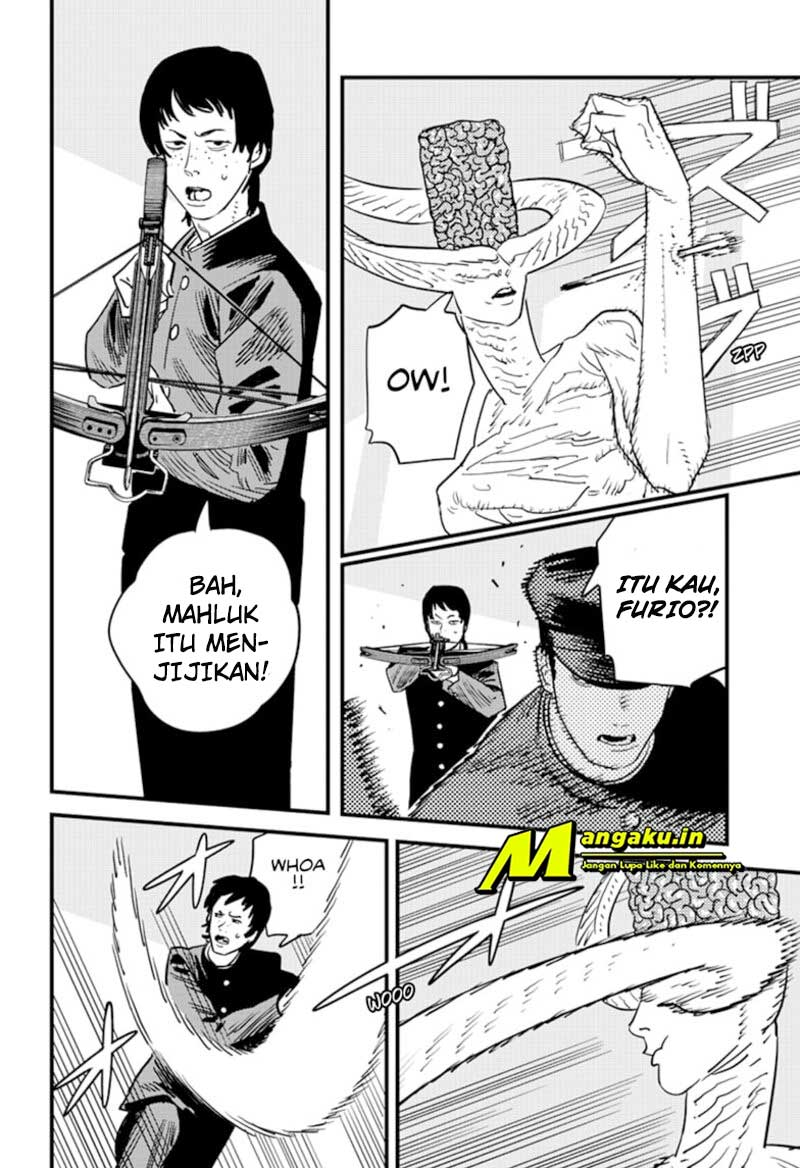 OW!
ZPP
ITU KAU,
FURIO?!
BAH,
MAHLUK
ITU MEN-
JIJIKAN!
Mangaku.in
Jangan Lupa Like dan Komennya
WHOA
!!
WOOO